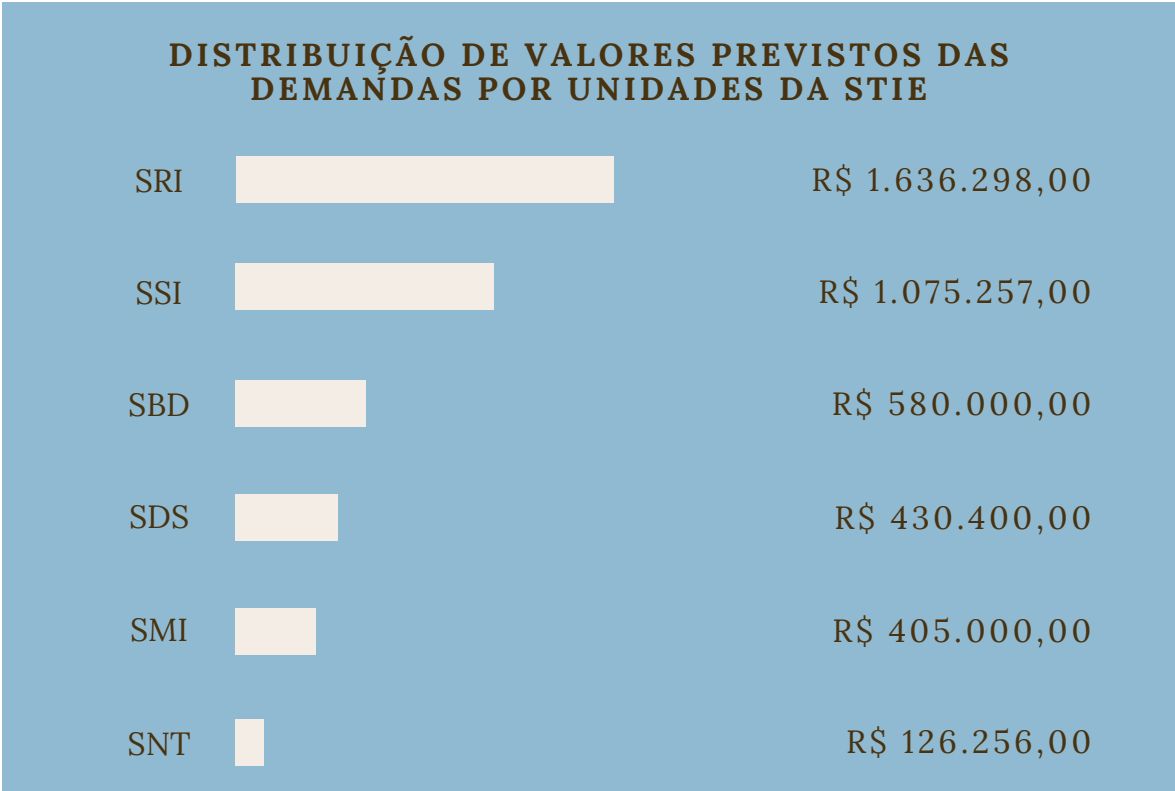 DISTRIBUIÇÃO DE VALORES PREVISTOS DAS
DEMANDAS POR UNIDADES DA STIE
SRI R$ 1.636.298,00
SSI R$ 1.075.257,00
SBD R$ 580.000,00
SDS R$ 430.400,00
SMI R$ 405.000,00
SNT R$ 126.256,00